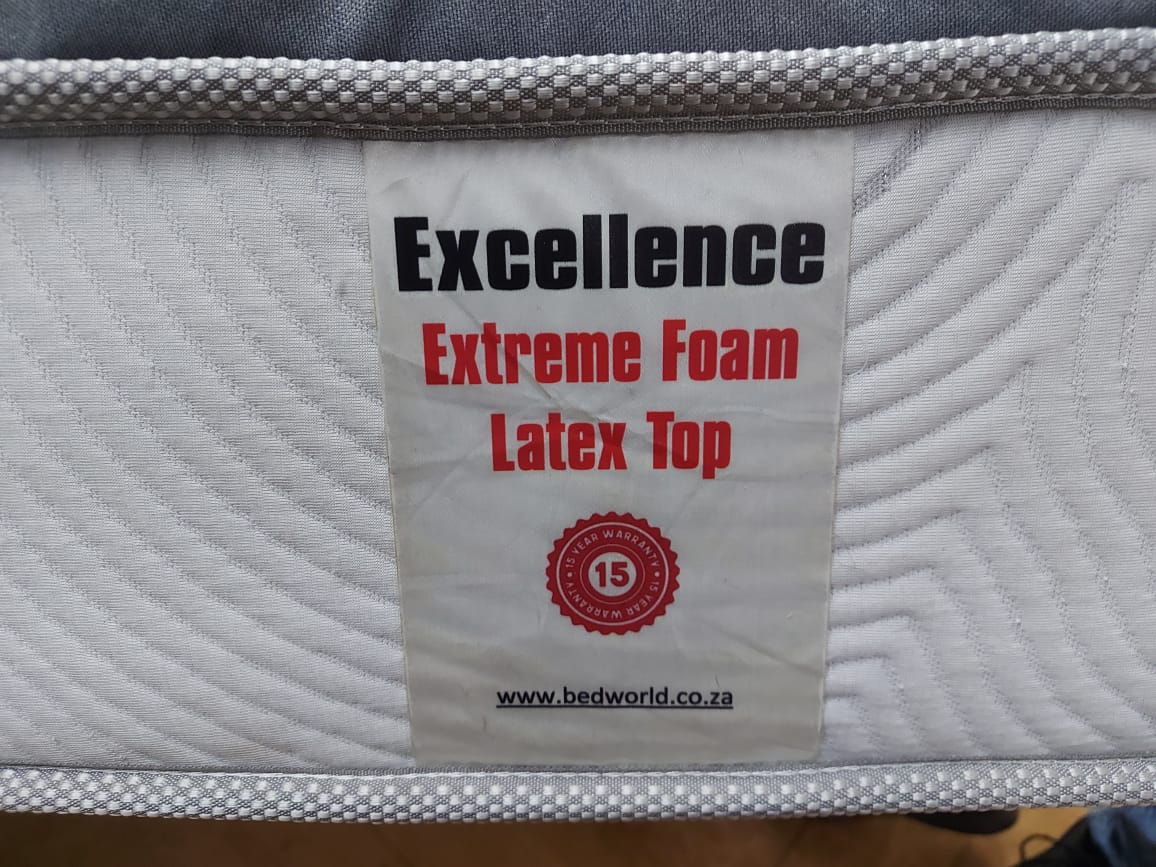 Excellence
Extreme Foam
Latex Top
15 YEAR WARRANTY
15
15 YEAR WARRANTY
www.bedworld.co.za